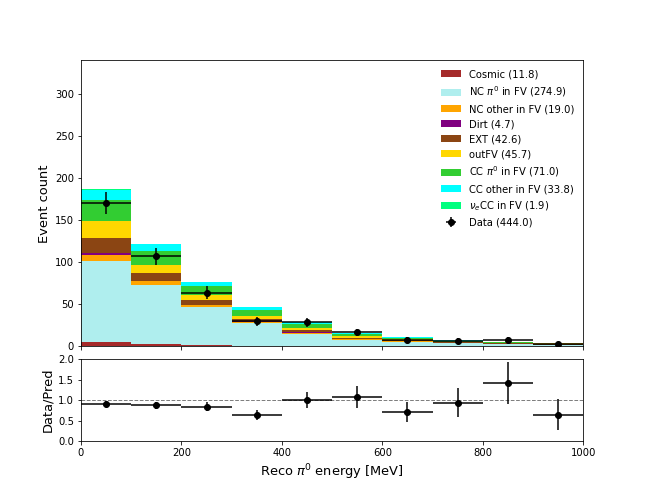 300
250
200
150
100
50
0
Event count
Cosmic (11.8)
NC π⁰ in FV (274.9)
NC other in FV (19.0)
Dirt (4.7)
EXT (42.6)
outFV (45.7)
CC π⁰ in FV (71.0)
CC other in FV (33.8)
νₑCC in FV (1.9)
Data (444.0)
2.0
1.5
1.0
0.5
0.0
Data/Pred
0 200 400 600 800 1000
Reco π⁰ energy [MeV]